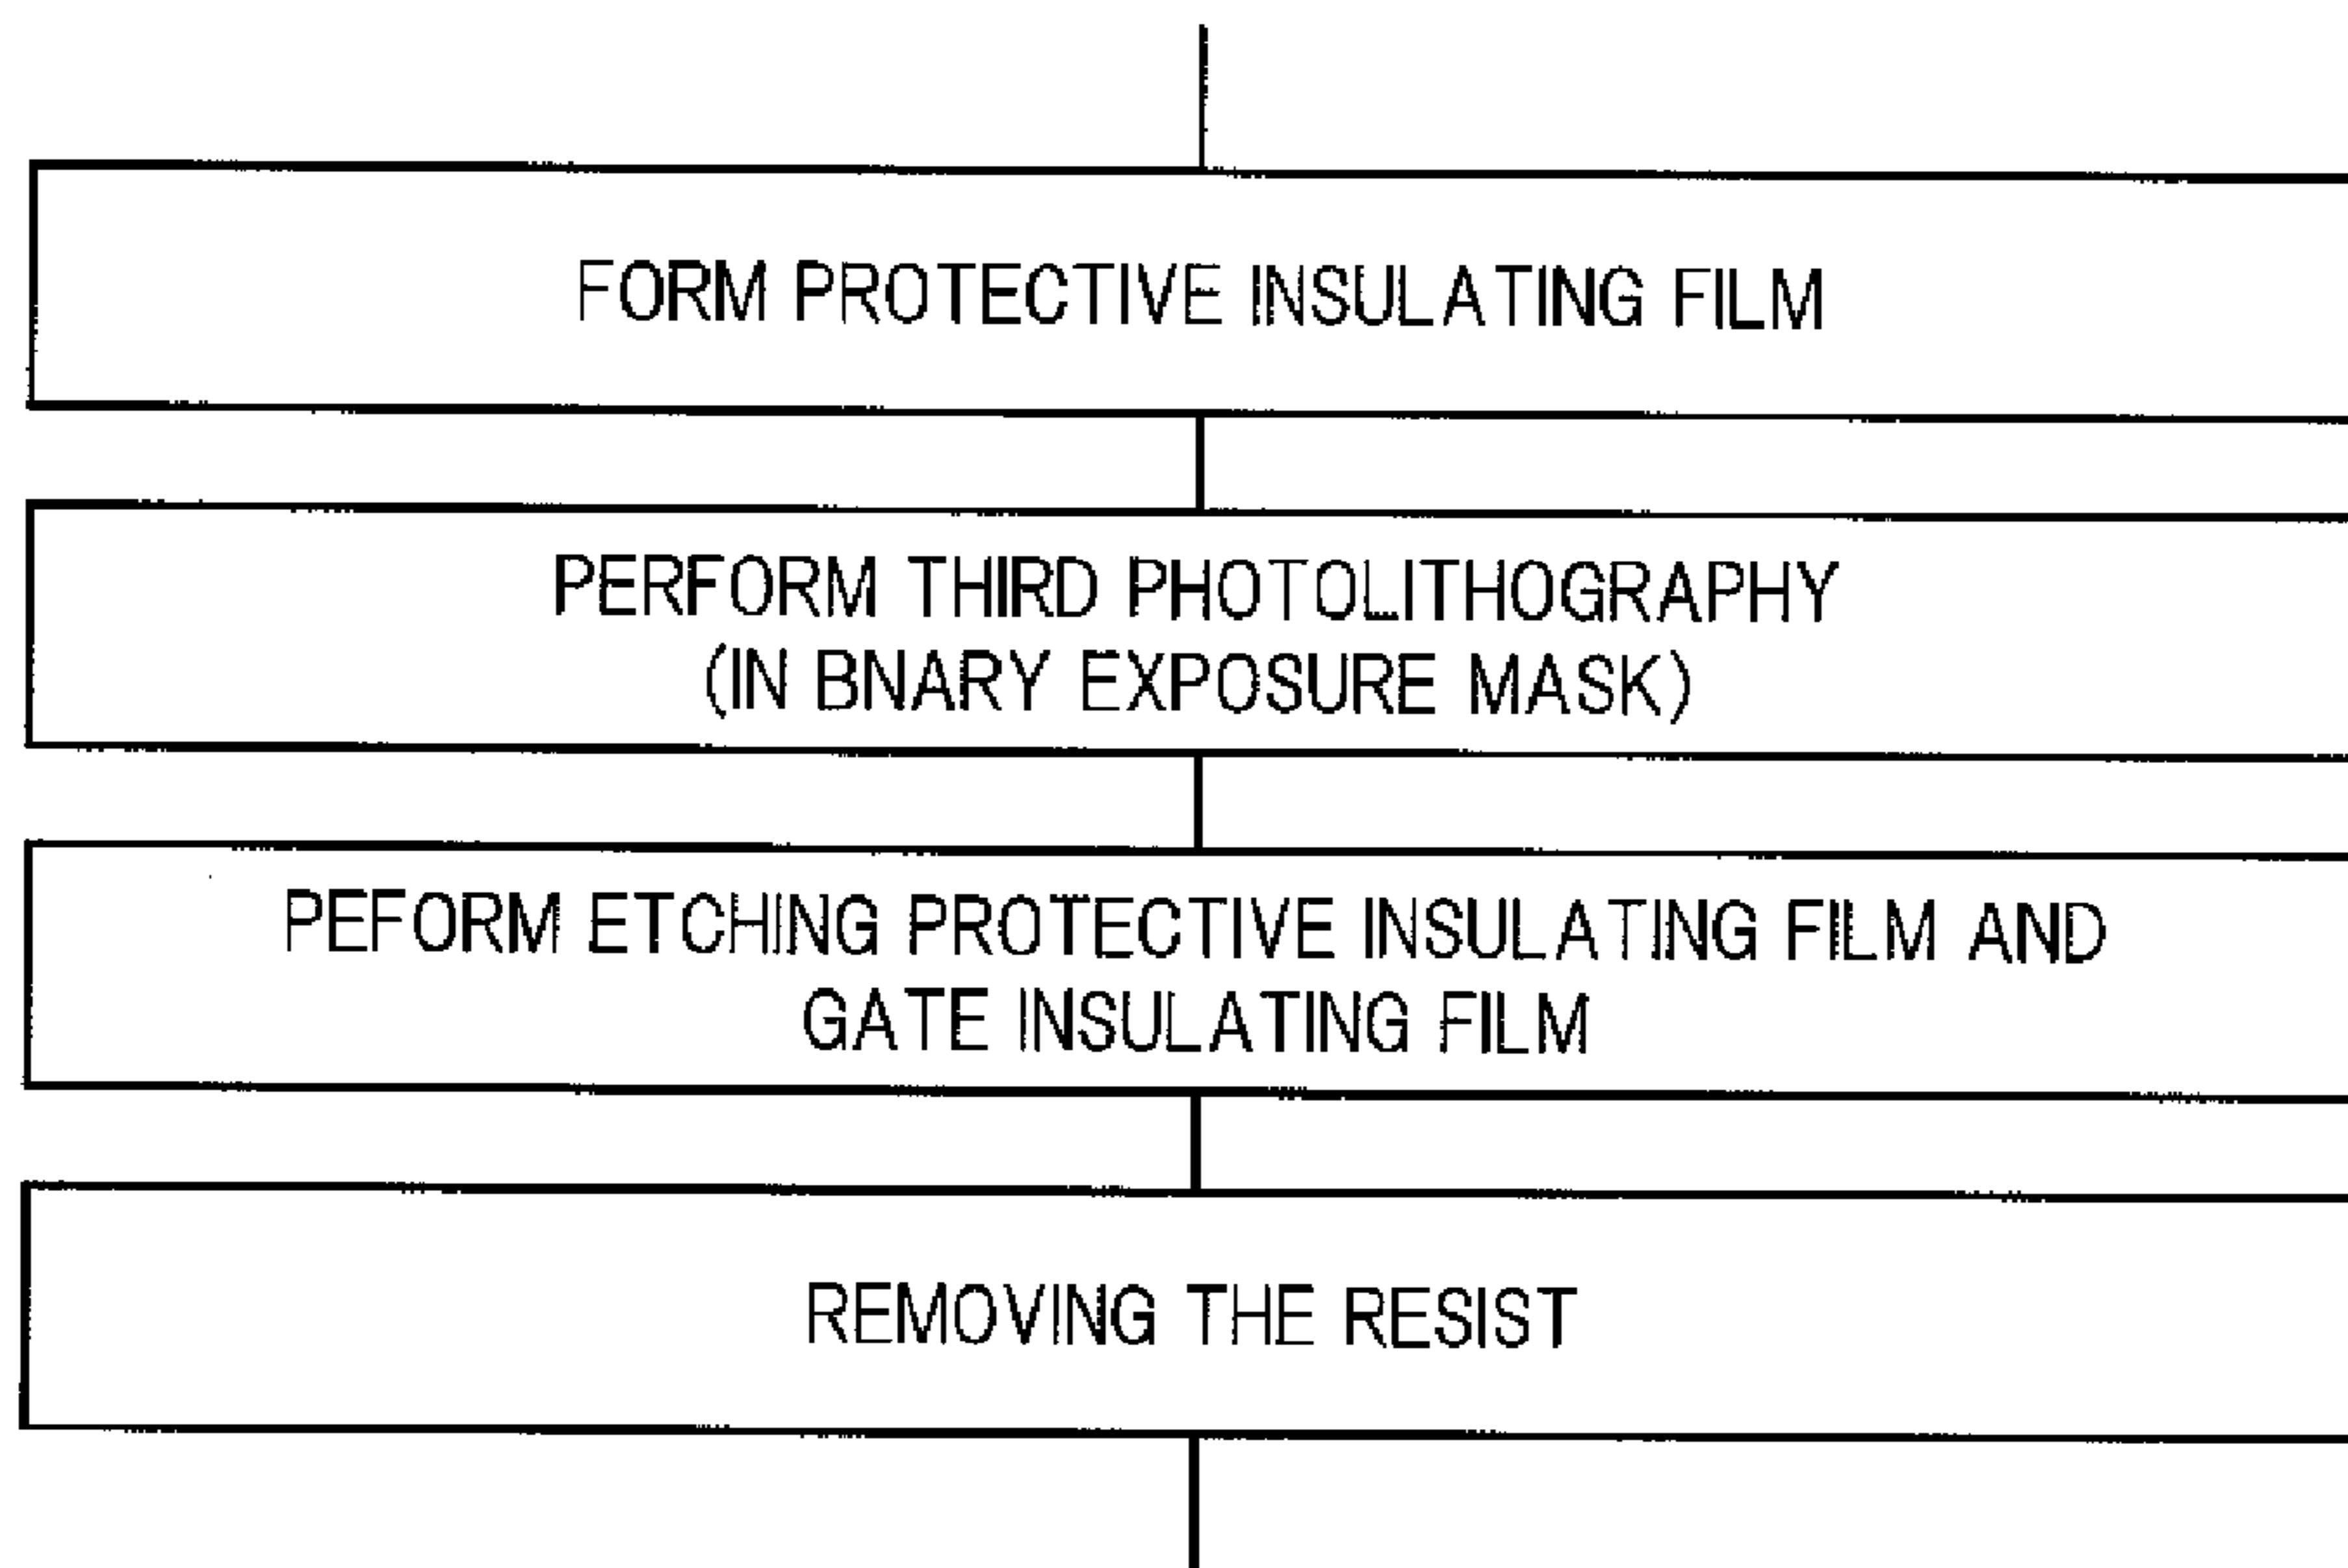 FORM PROTECTIVE INSULATING FILM
PERFORM THIRD PHOTOLITHOGRAPHY
(IN BNARY EXPOSURE MASK)
PEFORM ETCHING PROTECTIVE INSULATING FILM AND
GATE INSULATING FILM
REMOVING THE RESIST